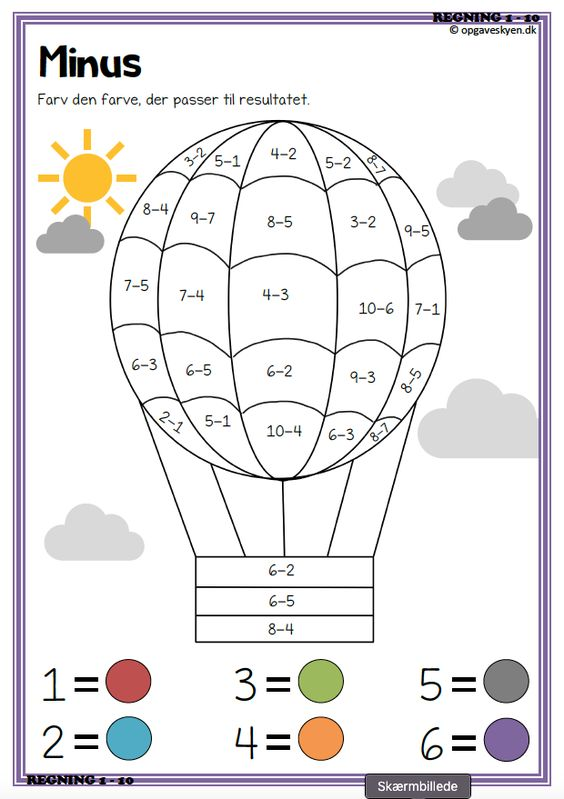 REGNING 1 - 10
© opgaveskyen.dk
Minus
Farv den farve, der passer til resultatet.
3-2 5-1 4-2 5-2 8-7
8-4 9-7 8-5 3-2 9-5
7-5 7-4 4-3 10-6 7-1
6-3 6-5 6-2 9-3 8-5
2-1 5-1 10-4 6-3 8-7
6-2
6-5
8-4
1 = 3 = 5 =
2 = 4 = 6 =
REGNING 1 - 10
Skærmbillede